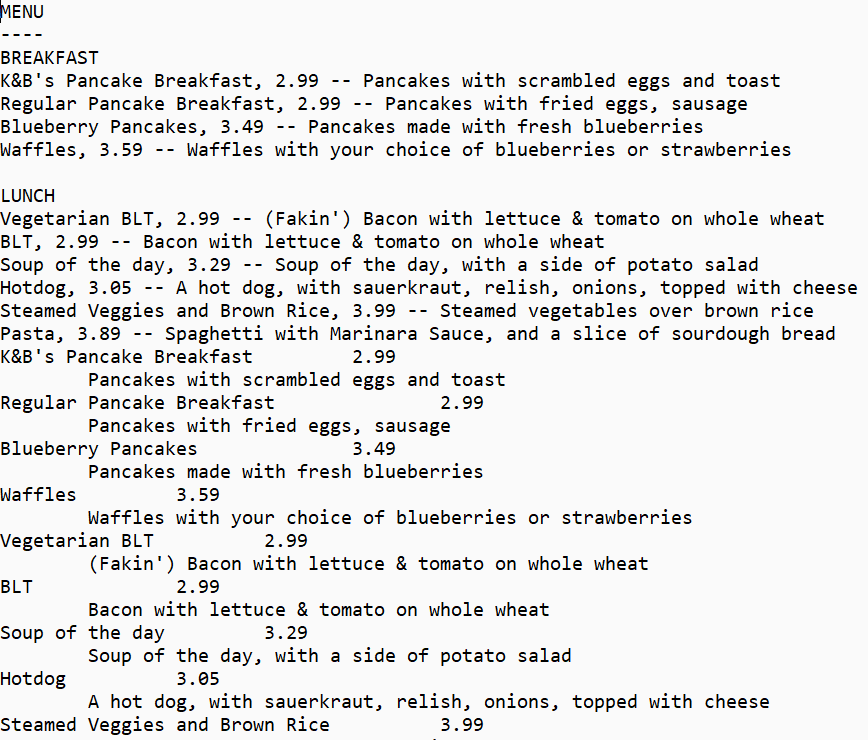 MENU
----
BREAKFAST
K&B's Pancake Breakfast, 2.99 -- Pancakes with scrambled eggs and toast
Regular Pancake Breakfast, 2.99 -- Pancakes with fried eggs, sausage
Blueberry Pancakes, 3.49 -- Pancakes made with fresh blueberries
Waffles, 3.59 -- Waffles with your choice of blueberries or strawberries

LUNCH
Vegetarian BLT, 2.99 -- (Fakin') Bacon with lettuce & tomato on whole wheat
BLT, 2.99 -- Bacon with lettuce & tomato on whole wheat
Soup of the day, 3.29 -- Soup of the day, with a side of potato salad
Hotdog, 3.05 -- A hot dog, with sauerkraut, relish, onions, topped with cheese
Steamed Veggies and Brown Rice, 3.99 -- Steamed vegetables over brown rice
Pasta, 3.89 -- Spaghetti with Marinara Sauce, and a slice of sourdough bread
K&B's Pancake Breakfast         2.99
        Pancakes with scrambled eggs and toast
Regular Pancake Breakfast               2.99
        Pancakes with fried eggs, sausage
Blueberry Pancakes              3.49
        Pancakes made with fresh blueberries
Waffles         3.59
        Waffles with your choice of blueberries or strawberries
Vegetarian BLT          2.99
        (Fakin') Bacon with lettuce & tomato on whole wheat
BLT             2.99
        Bacon with lettuce & tomato on whole wheat
Soup of the day         3.29
        Soup of the day, with a side of potato salad
Hotdog          3.05
        A hot dog, with sauerkraut, relish, onions, topped with cheese
Steamed Veggies and Brown Rice          3.99